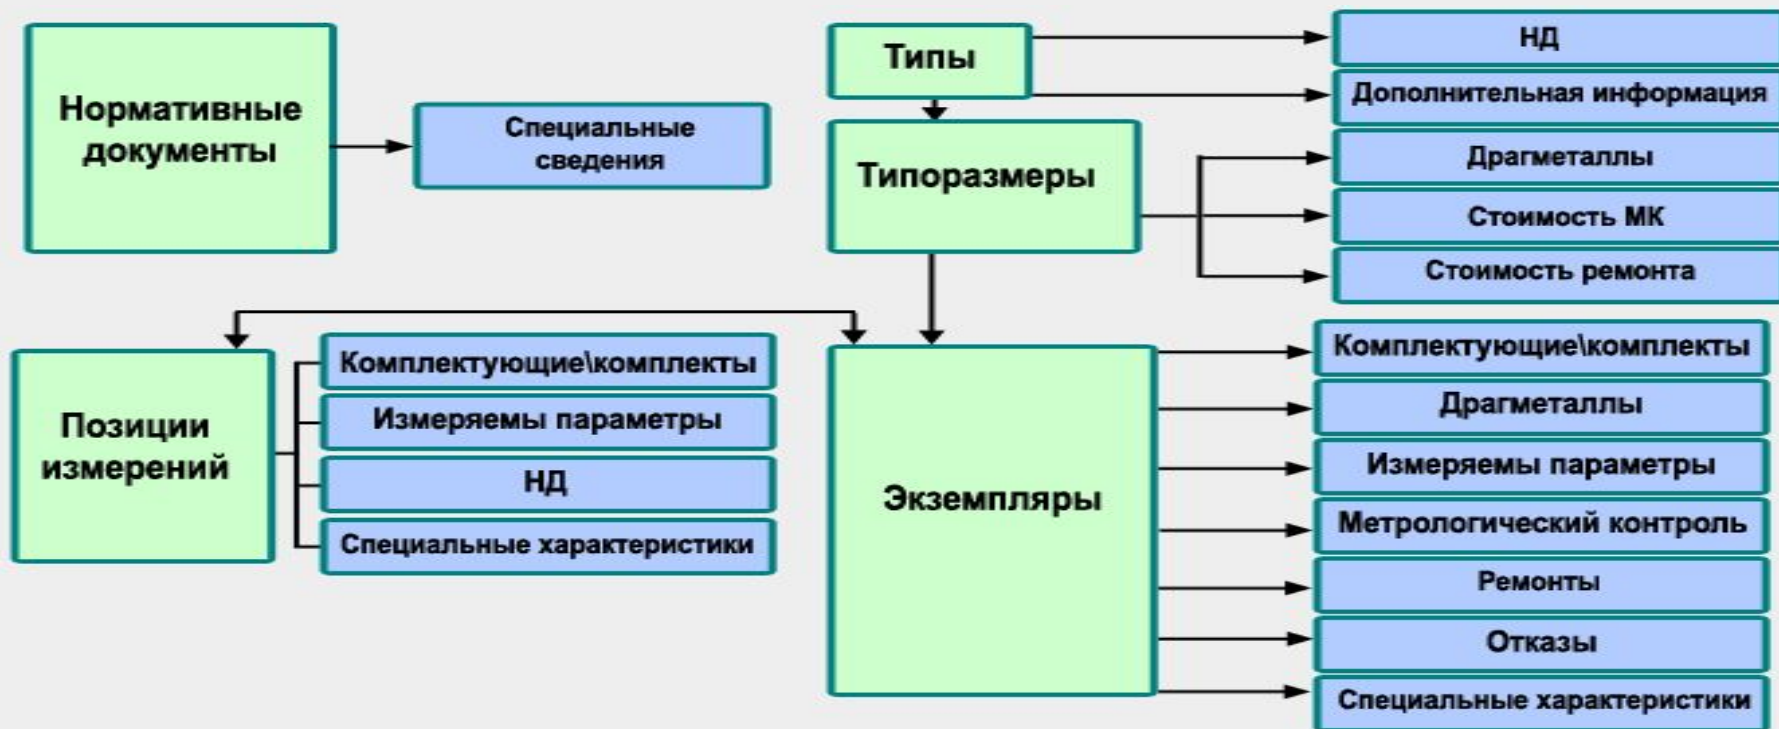 Нормативные
документы
Специальные
сведения
Типы
НД
Дополнительная информация
Типоразмеры
Драгметаллы
Стоимость МК
Стоимость ремонта
Позиции
измерений
Комплектующие\комплекты
Измеряемы параметры
НД
Специальные характеристики
Экземпляры
Комплектующие\комплекты
Драгметаллы
Измеряемы параметры
Метрологический контроль
Ремонты
Отказы
Специальные характеристики